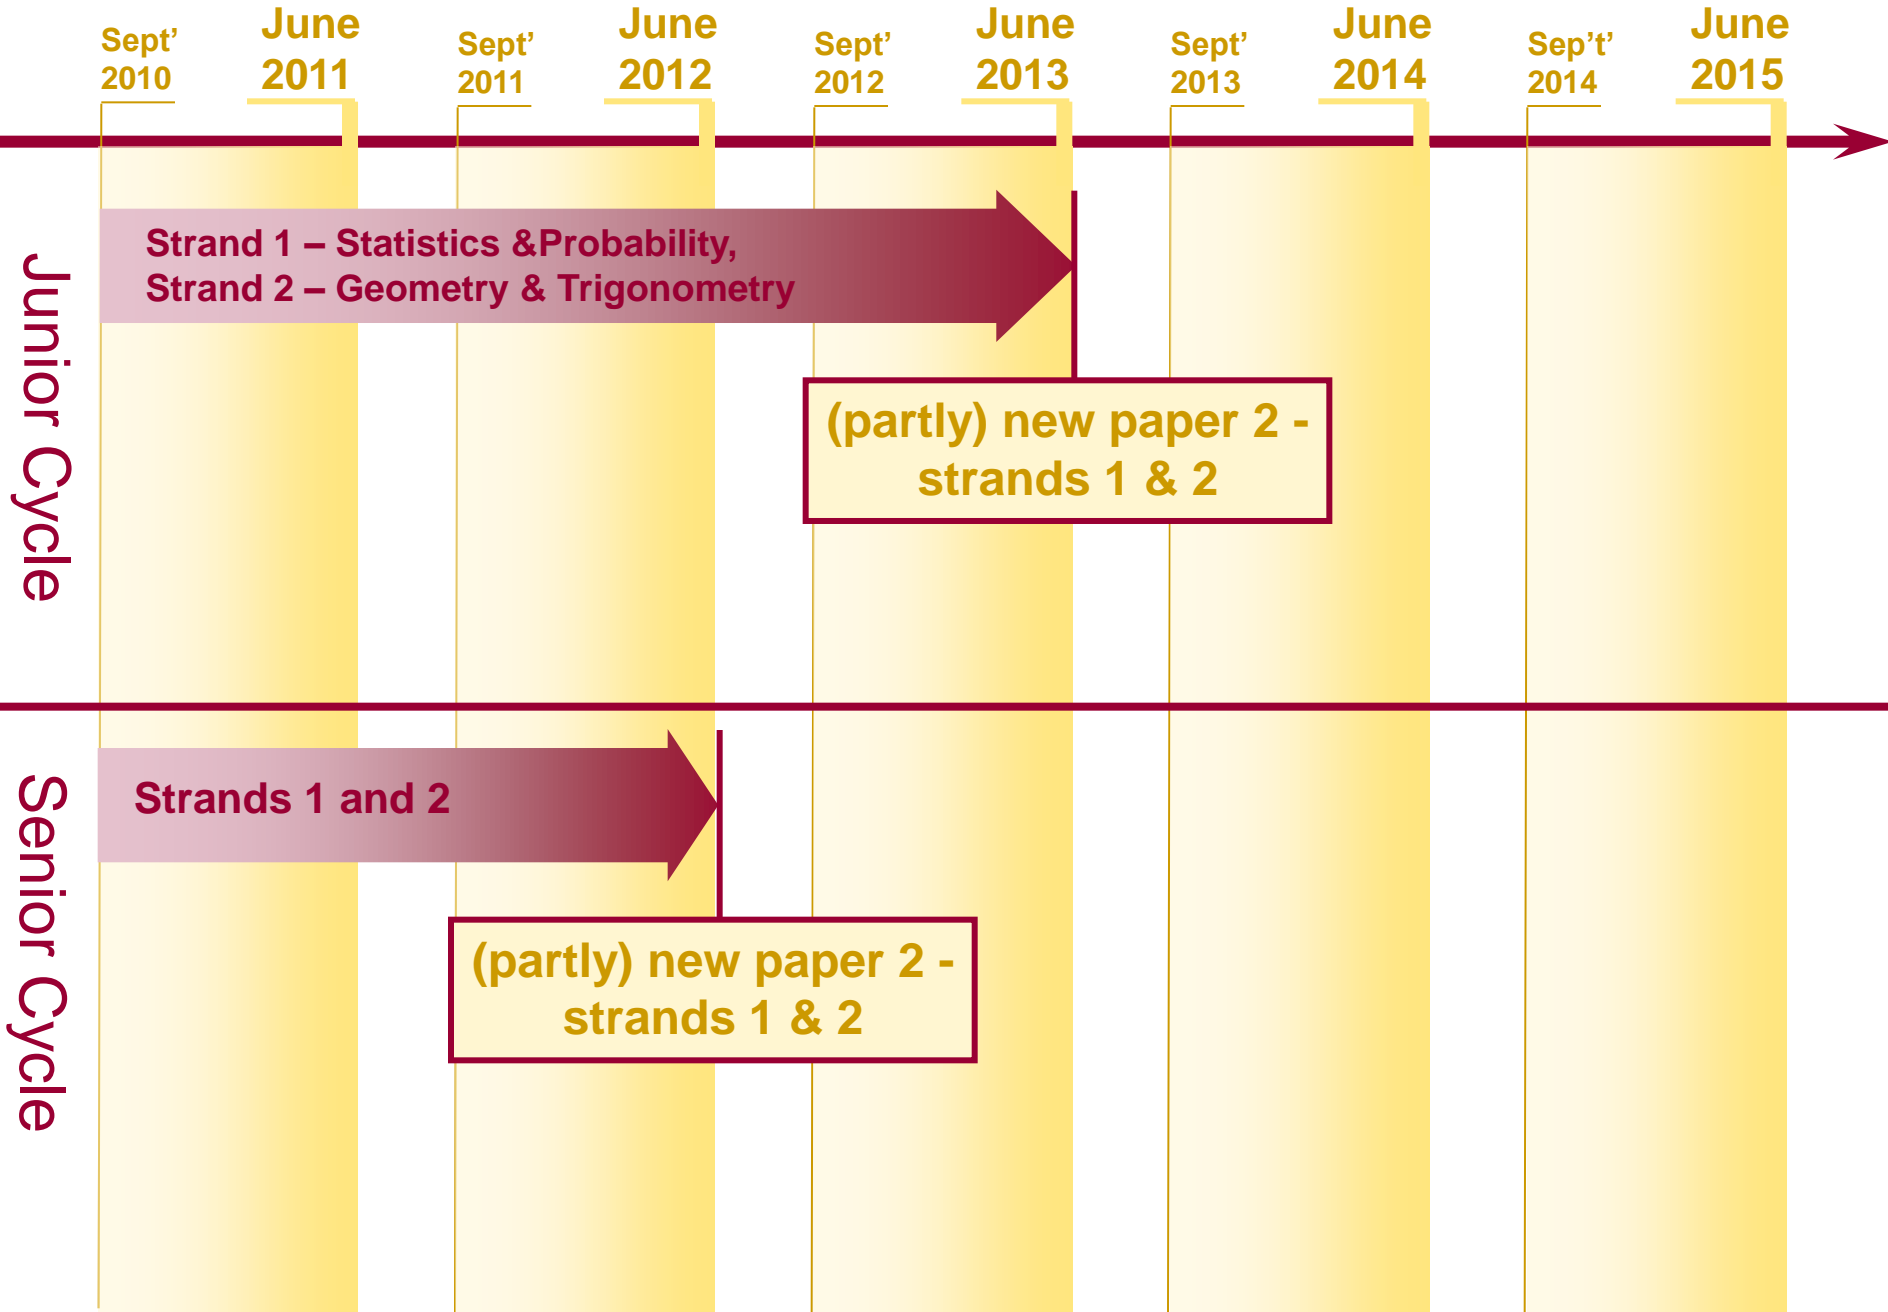 Sept’
2010
June
2011
Sept’
2011
June
2012
Sept’
2012
June
2013
Sept’
2013
June
2014
Sep’t’
2014
June
2015
Junior Cycle
Strand 1 – Statistics &Probability,
Strand 2 – Geometry & Trigonometry
(partly) new paper 2 -
strands 1 & 2
Senior Cycle
Strands 1 and 2
(partly) new paper 2 -
strands 1 & 2